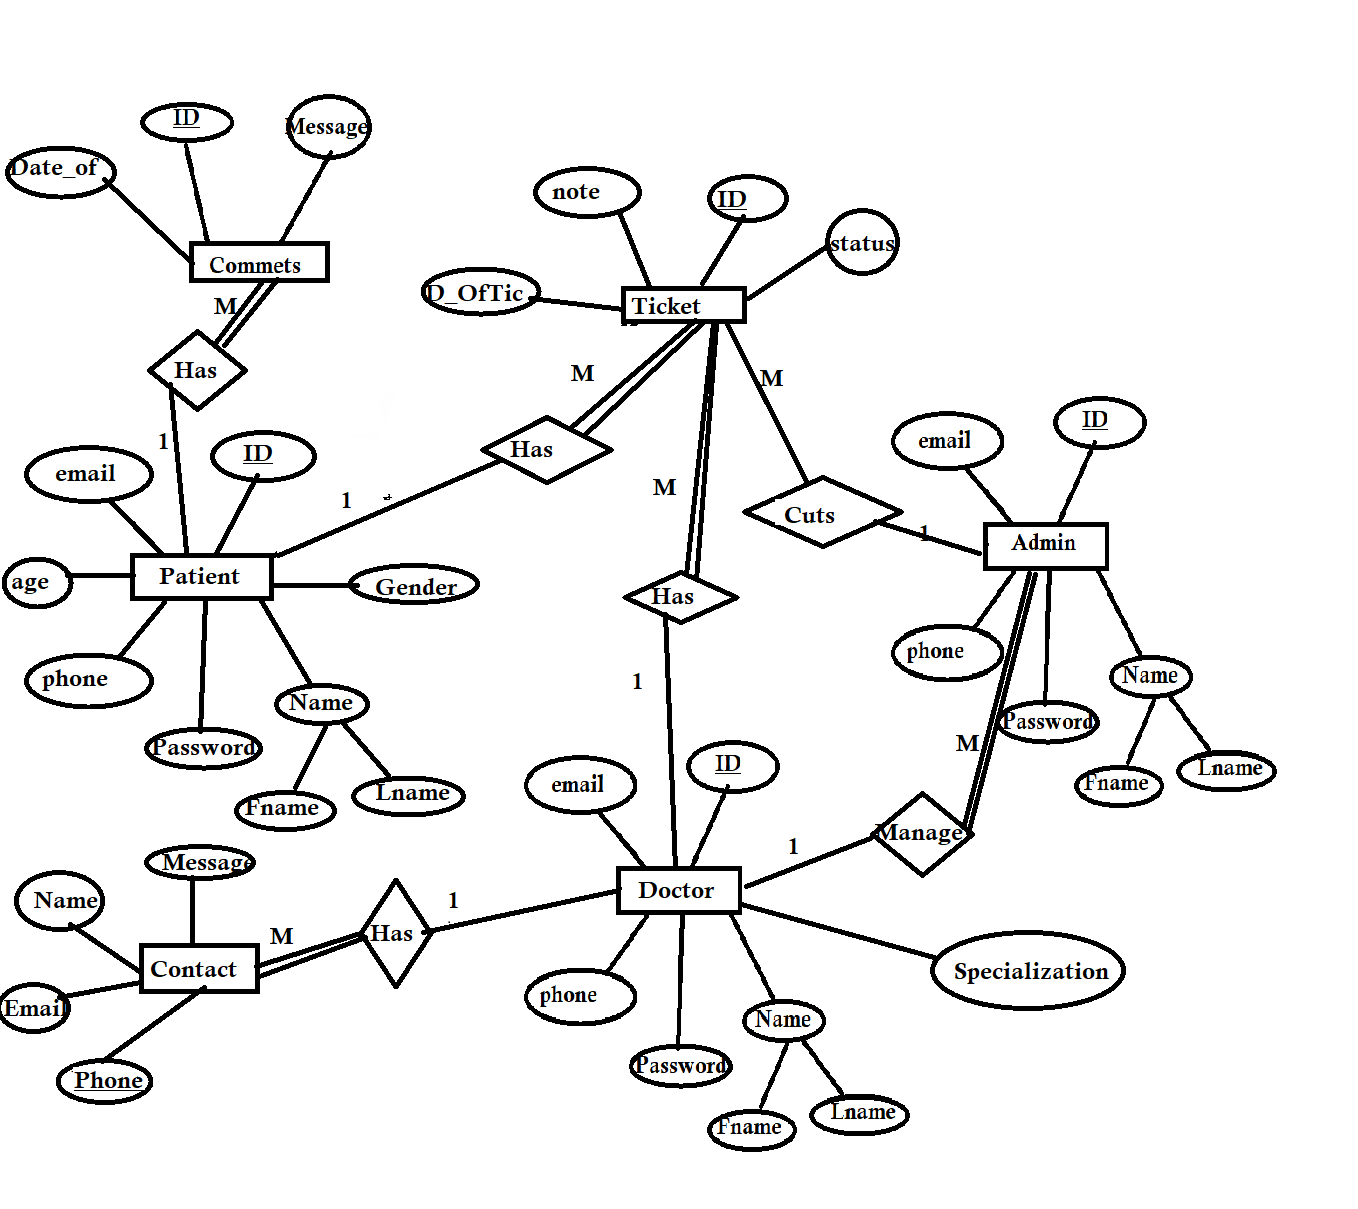 ID
Message
Date_of
Commets
M
Has
1
note
ID
status
D_OfTic
Ticket
M
Has
1
M
Has
1
M
Cuts
1
email
ID
Admin
phone
Password
Name
Fname
Lname
M
Manage
1
email
ID
age
Patient
Gender
phone
Password
Name
Fname
Lname
email
ID
Doctor
Specialization
phone
Password
Name
Fname
Lname
Message
Name
Contact
Email
Phone
M
Has
1